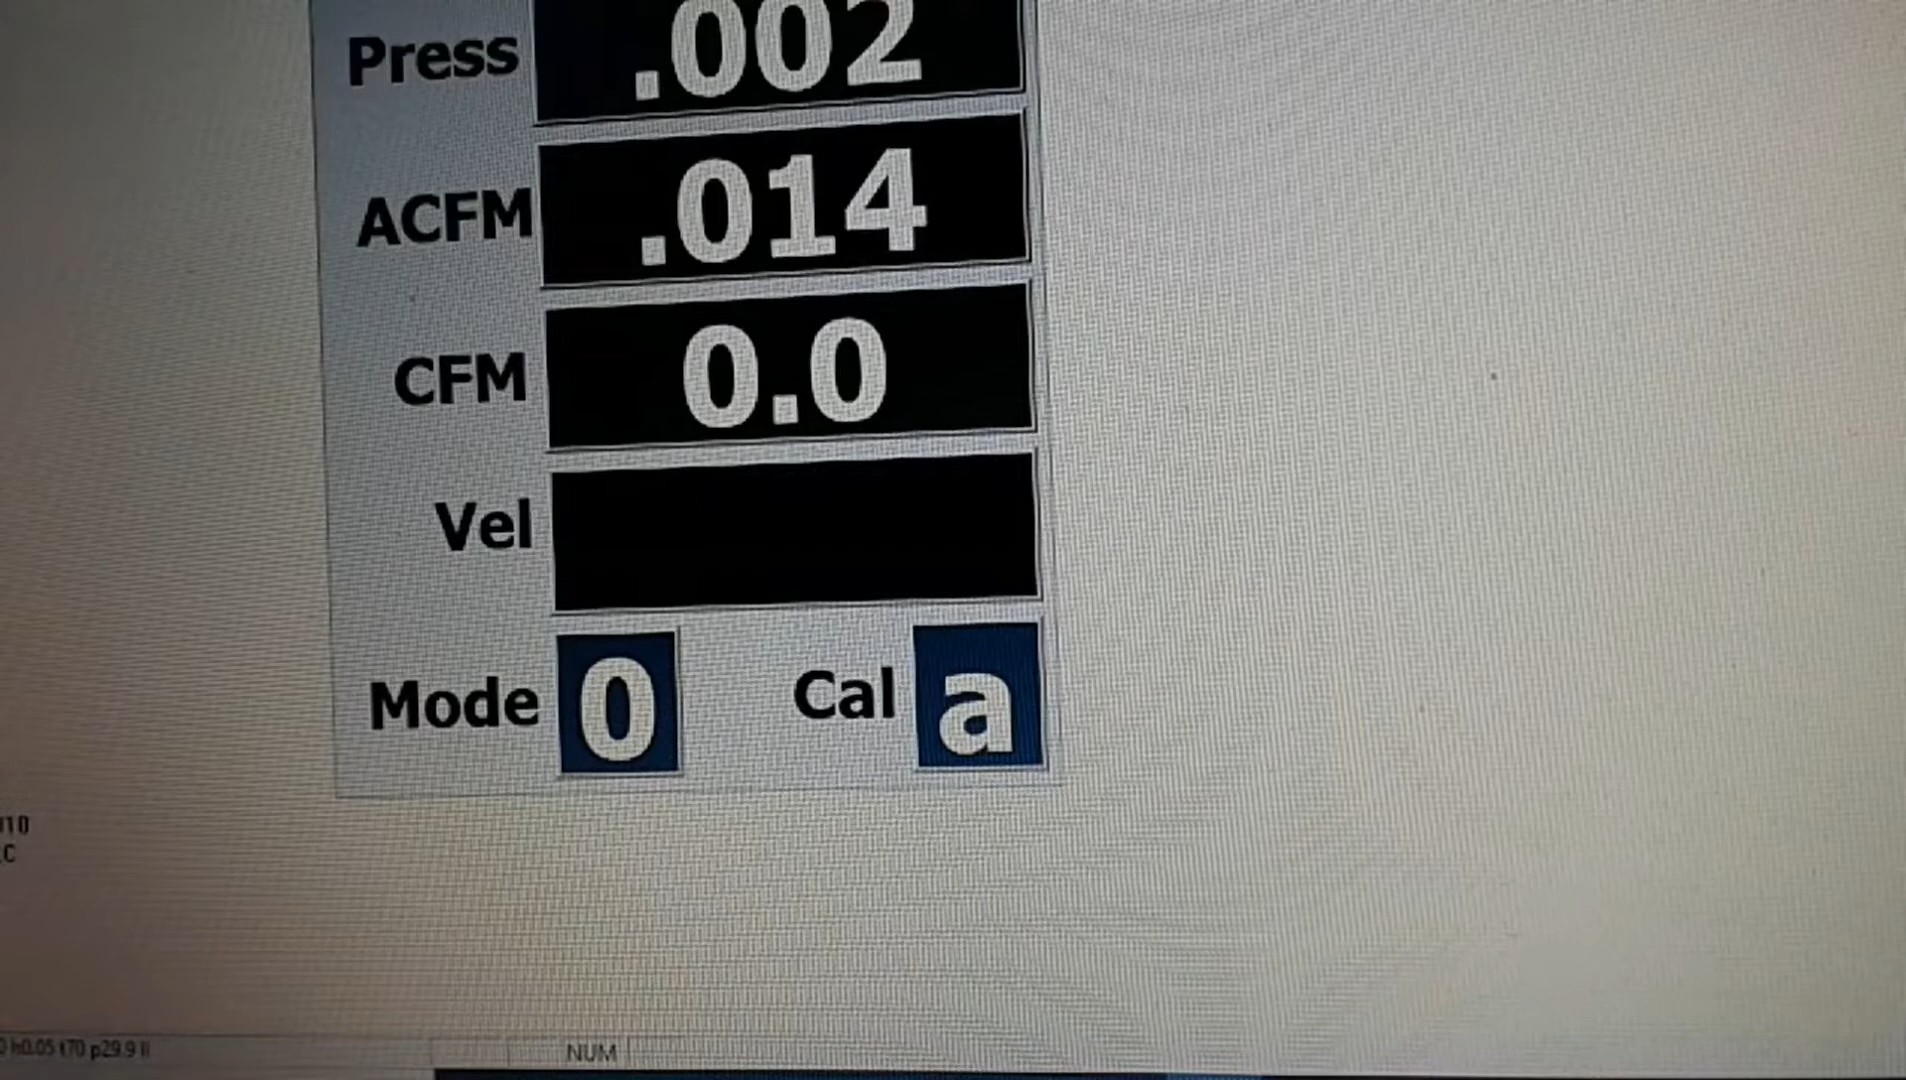 Press .002
ACFM .014
CFM 0.0
Vel
Mode 0 Cal a
NUM